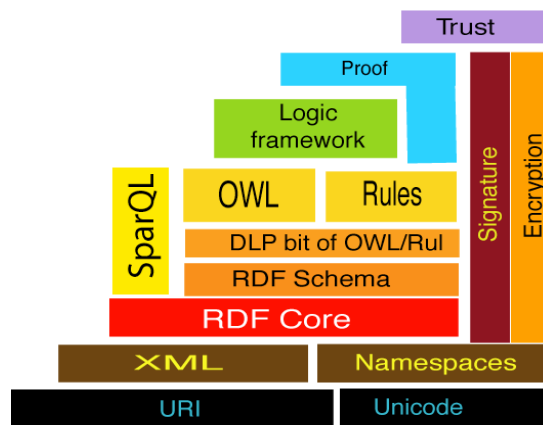 Trust
Proof
Logic
framework
SparQL
OWL
Rules
Signature
Encryption
DLP bit of OWL/Rul
RDF Schema
RDF Core
XML
Namespaces
URI
Unicode